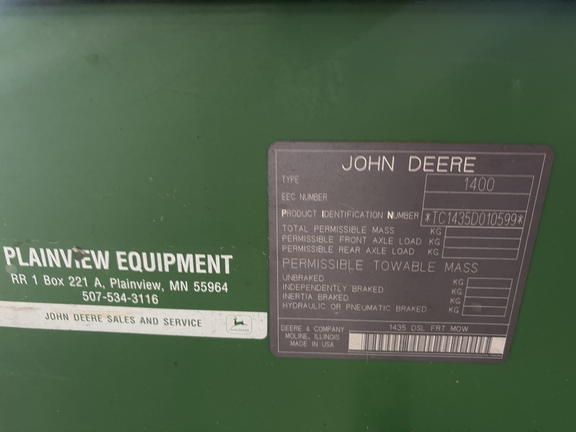 JOHN DEERE
TYPE 1400
EEC NUMBER
PRODUCT IDENTIFICATION NUMBER *TC1435D010599*
TOTAL PERMISSIBLE MASS KG
PERMISSIBLE FRONT AXLE LOAD KG
PERMISSIBLE REAR AXLE LOAD KG
PERMISSIBLE TOWABLE MASS
UNBRAKED KG
INDEPENDENTLY BRAKED KG
INERTIA BRAKED KG
HYDRAULIC OR PNEUMATIC BRAKED KG
DEERE & COMPANY
MOLINE, ILLINOIS
MADE IN USA
1435 DSL FRT MOW
PLAINVIEW EQUIPMENT
RR 1 Box 221 A, Plainview, MN 55964
507-534-3116
JOHN DEERE SALES AND SERVICE